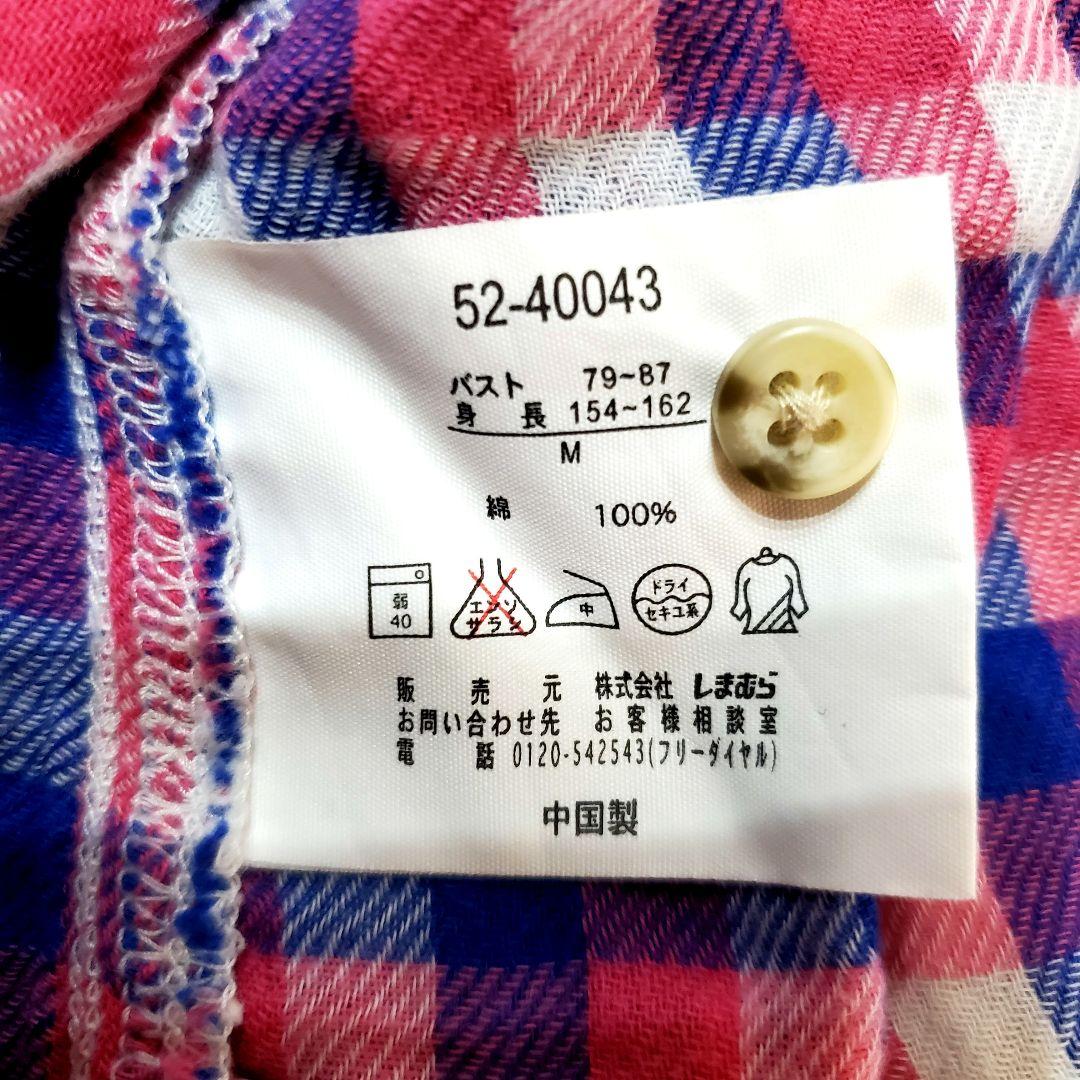 52-40043
バスト 79~87
身長 154~162
M
綿 100%
弱 40
エンソ サラシ
中
ドライ セキユ系
販売元 株式会社 しまむら
お問い合わせ先 お客様相談室
電話 0120-542543(フリーダイヤル)
中国製